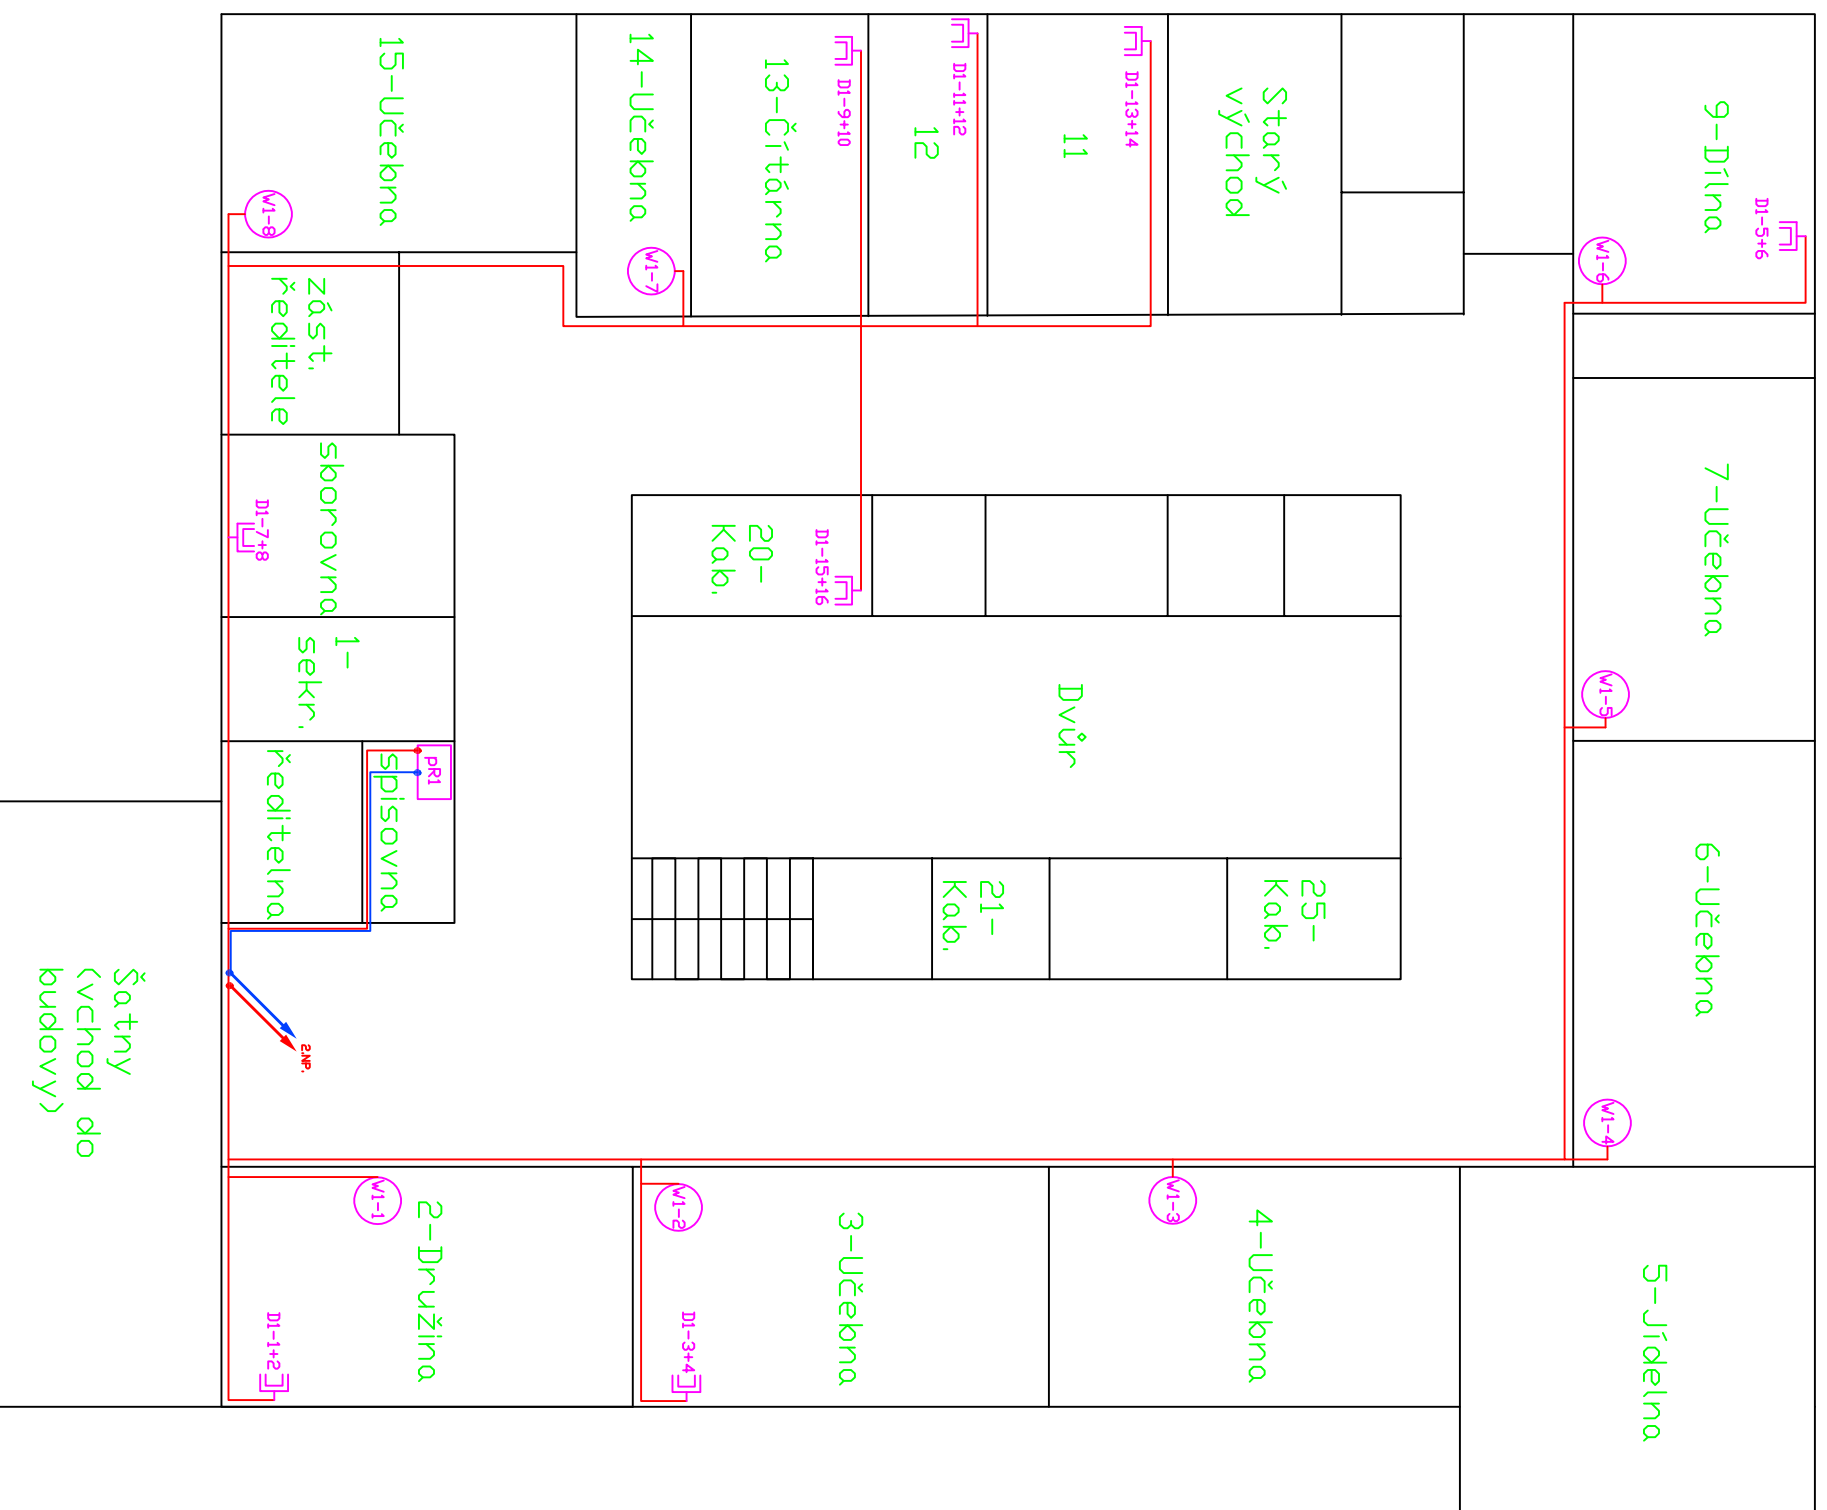 15-Učebna
14-Učebna
13-Čítárna
D1-9+10
12
D1-11+12
11
D1-13+14
Starý
východ
9-Dílna
D1-5+6
W1-8
W1-7
W1-6
zást.
ředitele
sborovna
D1-7+8
20-
Kab.
D1-15+16
7-Učebna
W1-5
1-
sekr.
Dvůr
pR1
spisovna
ředitelna
21-
Kab.
25-
Kab.
6-Učebna
W1-4
Šatny
(vchod do
budovy)
2.NP.
W1-1
2-Družina
D1-1+2
W1-2
3-Učebna
D1-3+4
W1-3
4-Učebna
5-Jídelna